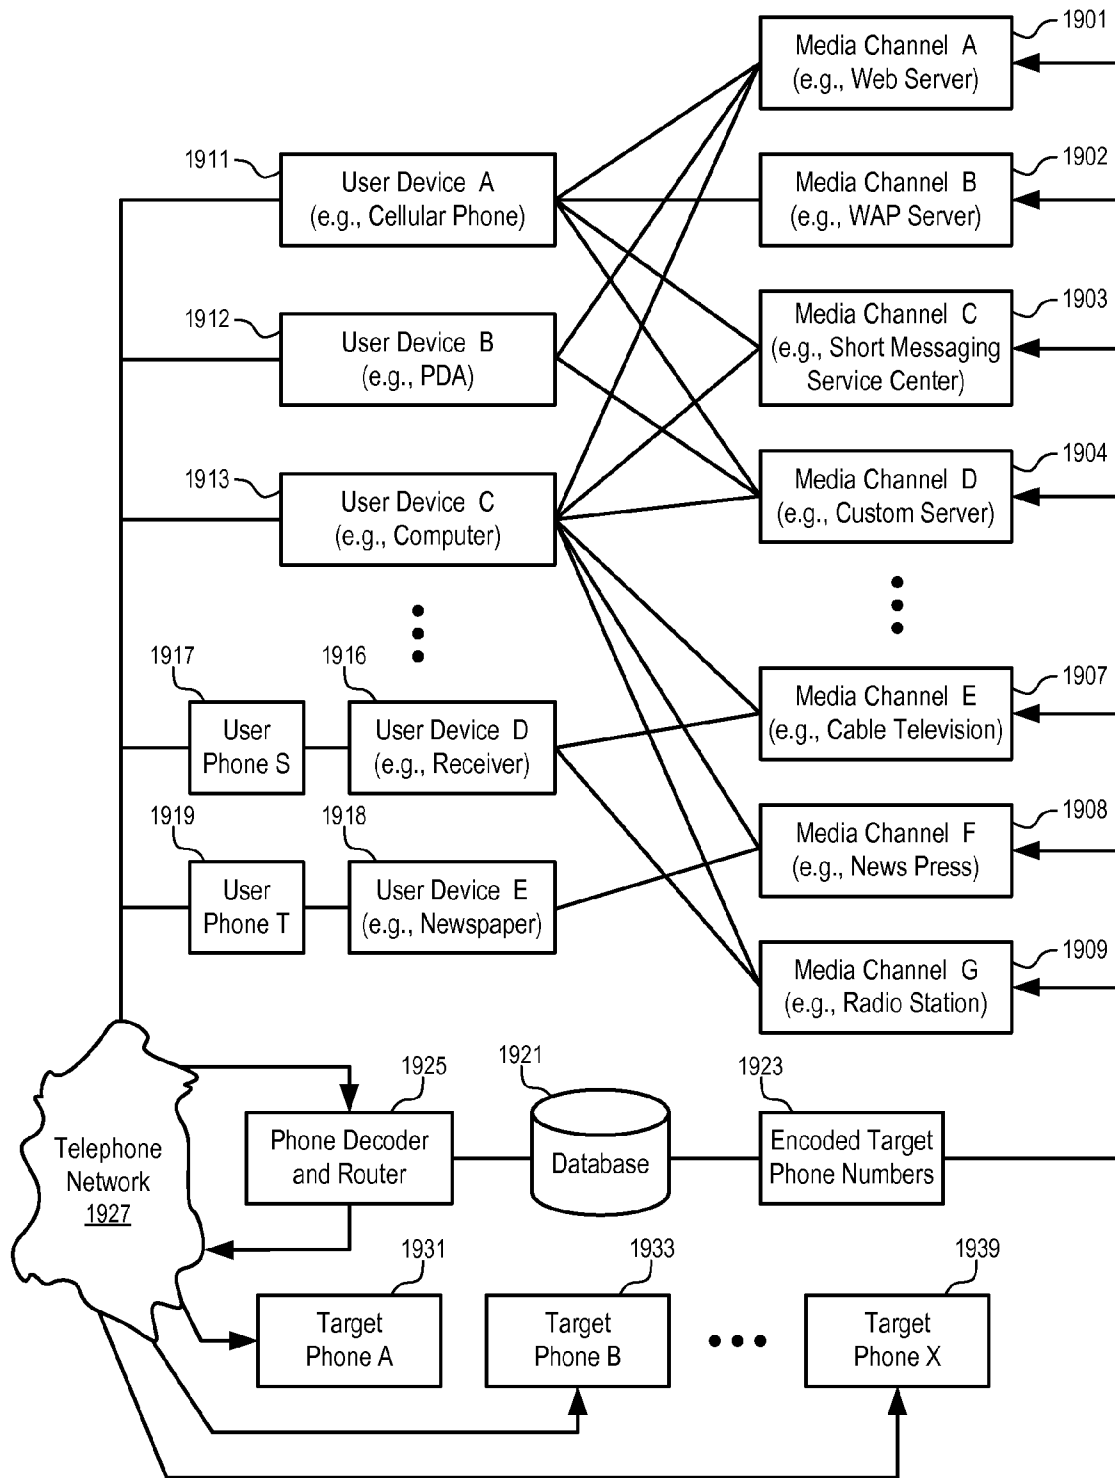 1901
Media Channel A
(e.g., Web Server)
1911
User Device A
(e.g., Cellular Phone)
1902
Media Channel B
(e.g., WAP Server)
1912
User Device B
(e.g., PDA)
1903
Media Channel C
(e.g., Short Messaging
Service Center)
1913
User Device C
(e.g., Computer)
1904
Media Channel D
(e.g., Custom Server)
1917
User
Phone S
1916
User Device D
(e.g., Receiver)
1907
Media Channel E
(e.g., Cable Television)
1919
User
Phone T
1918
User Device E
(e.g., Newspaper)
1908
Media Channel F
(e.g., News Press)
1909
Media Channel G
(e.g., Radio Station)
Telephone
Network
1927
1925
Phone Decoder
and Router
1921
Database
1923
Encoded Target
Phone Numbers
1931
Target
Phone A
1933
Target
Phone B
1939
Target
Phone X